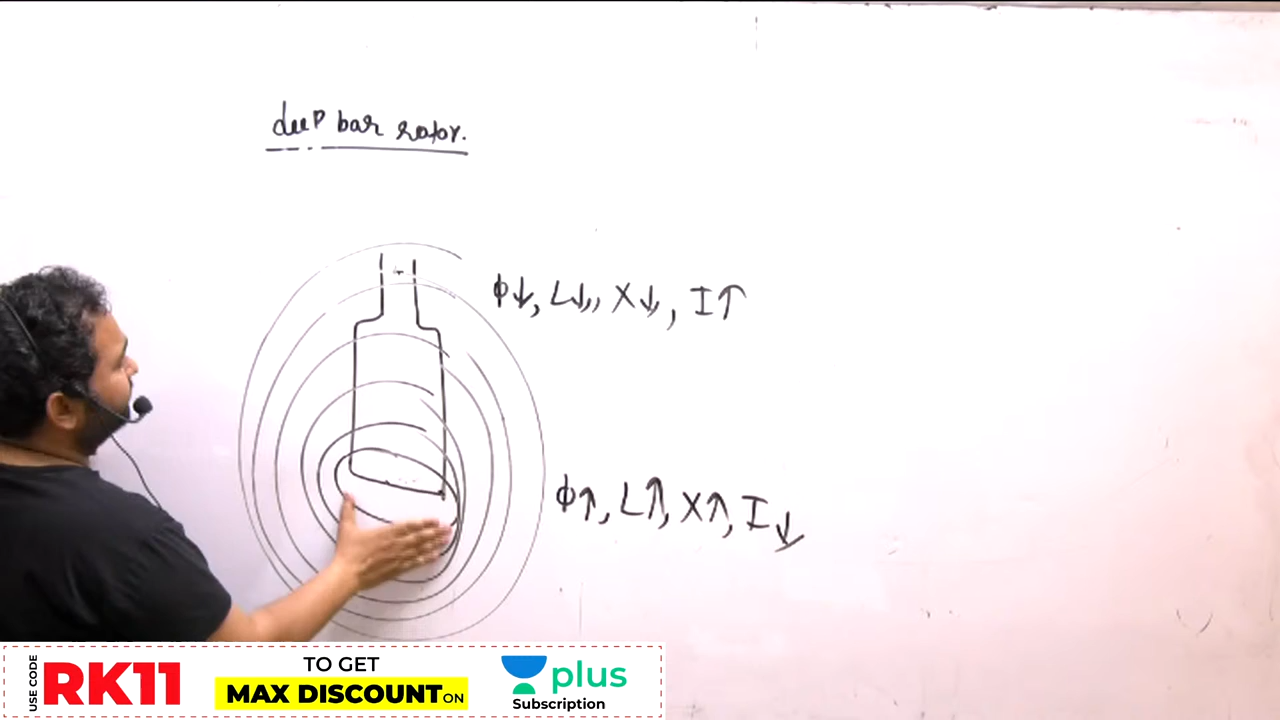 deep bar rotor.
Φ↓, L↓,, X↓, I↑
Φ↑, L↑, X↑, I↓
USE CODE
RK11
TO GET
MAX DISCOUNT ON
plus
Subscription